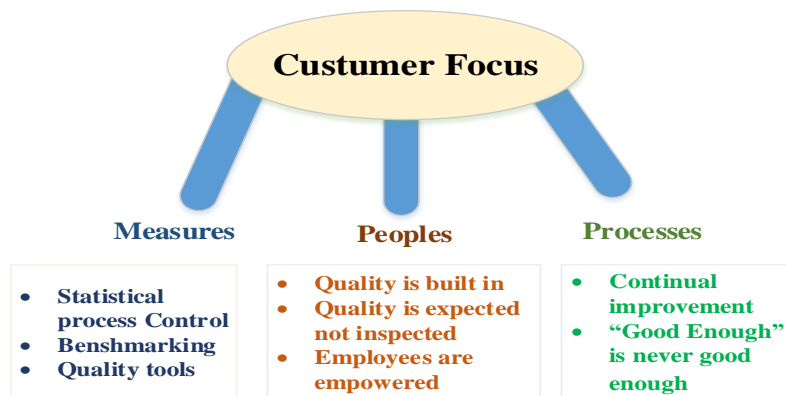 Custumer Focus
Measures
Peoples
Processes
• Statistical
process Control
• Benshmarking
• Quality tools
• Quality is built in
• Quality is expected
not inspected
• Employees are
empowered
• Continual
improvement
• “Good Enough”
is never good
enough